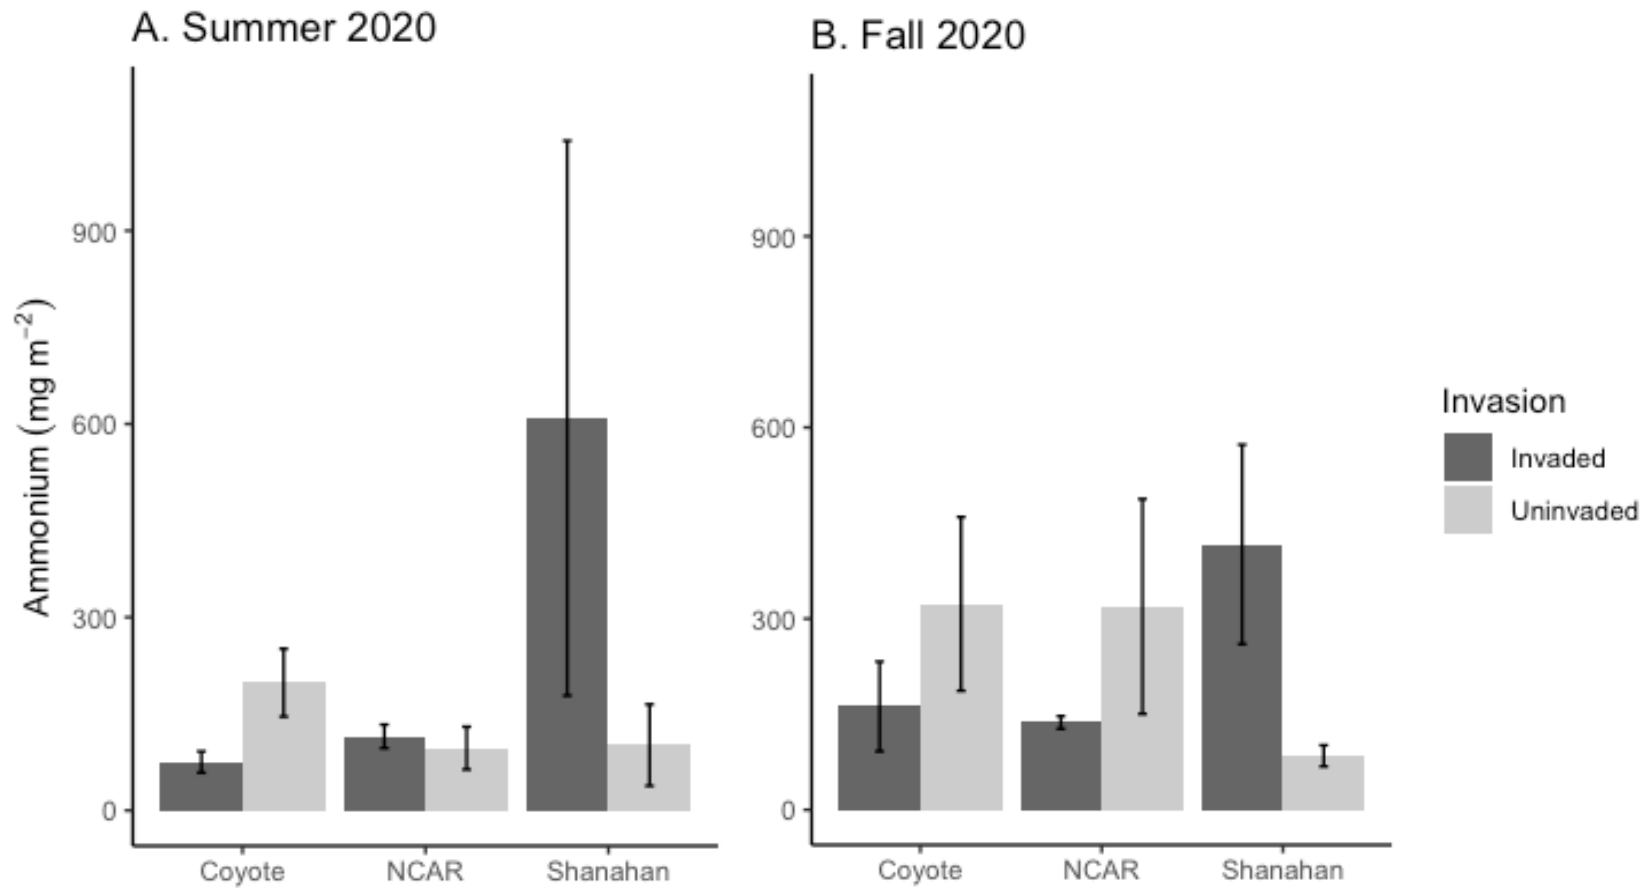 A. Summer 2020
Ammonium (mg m⁻²)
900
600
300
0
Coyote NCAR Shanahan
B. Fall 2020
900
600
300
0
Coyote NCAR Shanahan
Invasion
Invaded
Uninvaded